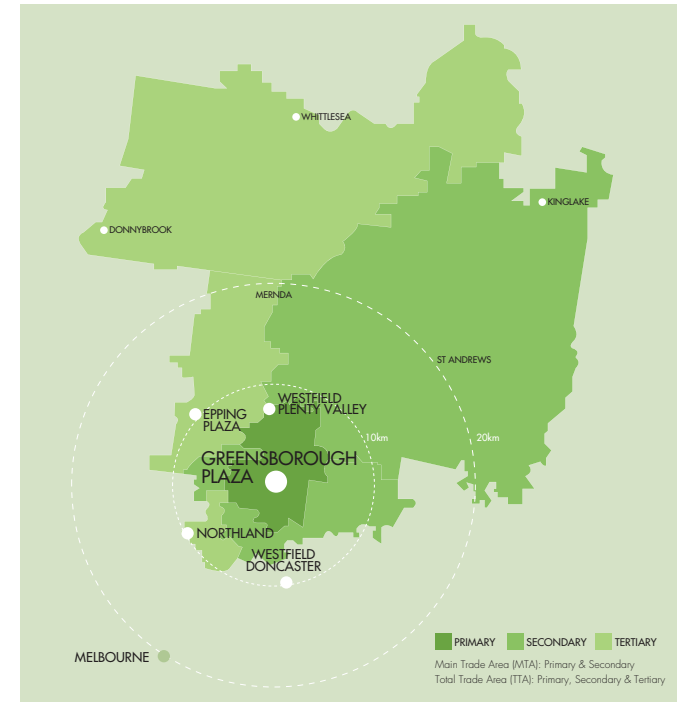 WHITTLESEA
KINGLAKE
DONNYBROOK
MERNDA
ST ANDREWS
WESTFIELD
PLENTY VALLEY
EPPING
PLAZA
10km
20km
GREENSBOROUGH
PLAZA
NORTHLAND
WESTFIELD
DONCASTER
MELBOURNE
PRIMARY SECONDARY TERTIARY
Main Trade Area (MTA): Primary & Secondary
Total Trade Area (TTA): Primary, Secondary & Tertiary